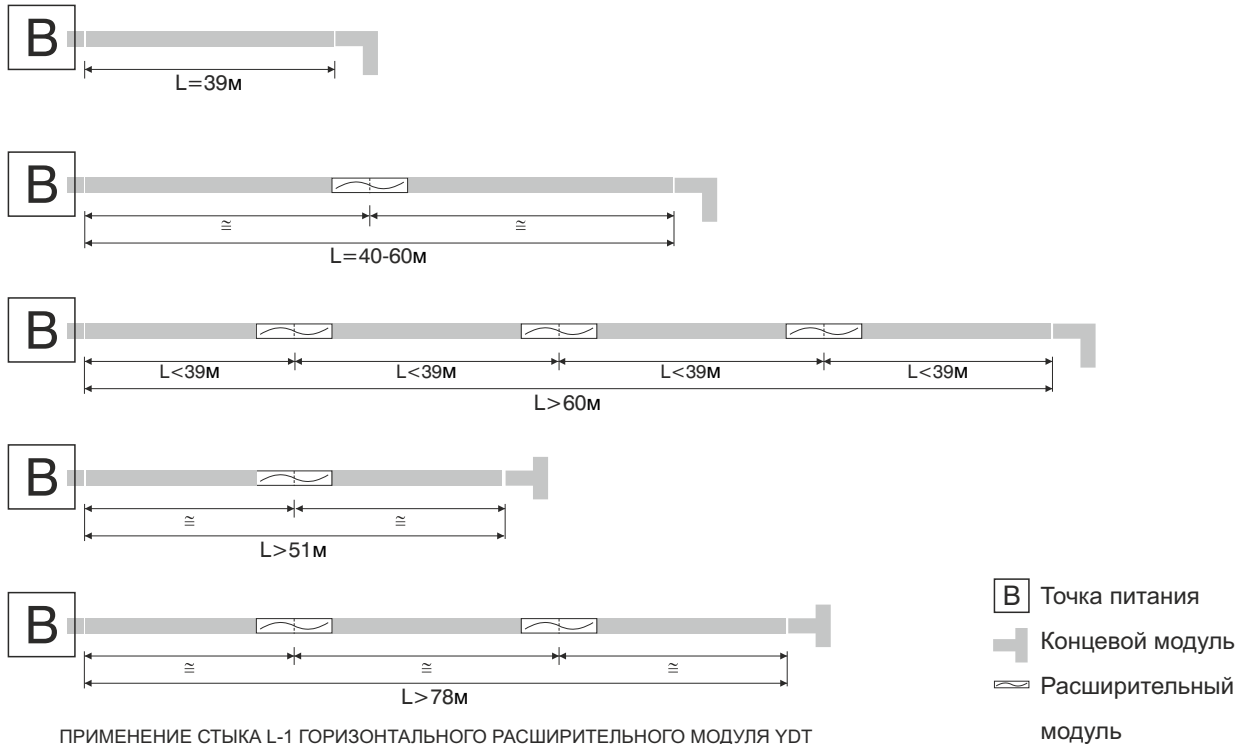 B
L=39м
B
≅ ≅
L=40-60м
B
L<39м L<39м L<39м L<39м
L>60м
B
≅ ≅
L>51м
B
≅ ≅ ≅
L>78м
B Точка питания
Концевой модуль
Расширительный
модуль
ПРИМЕНЕНИЕ СТЫКА L-1 ГОРИЗОНТАЛЬНОГО РАСШИРИТЕЛЬНОГО МОДУЛЯ YDT